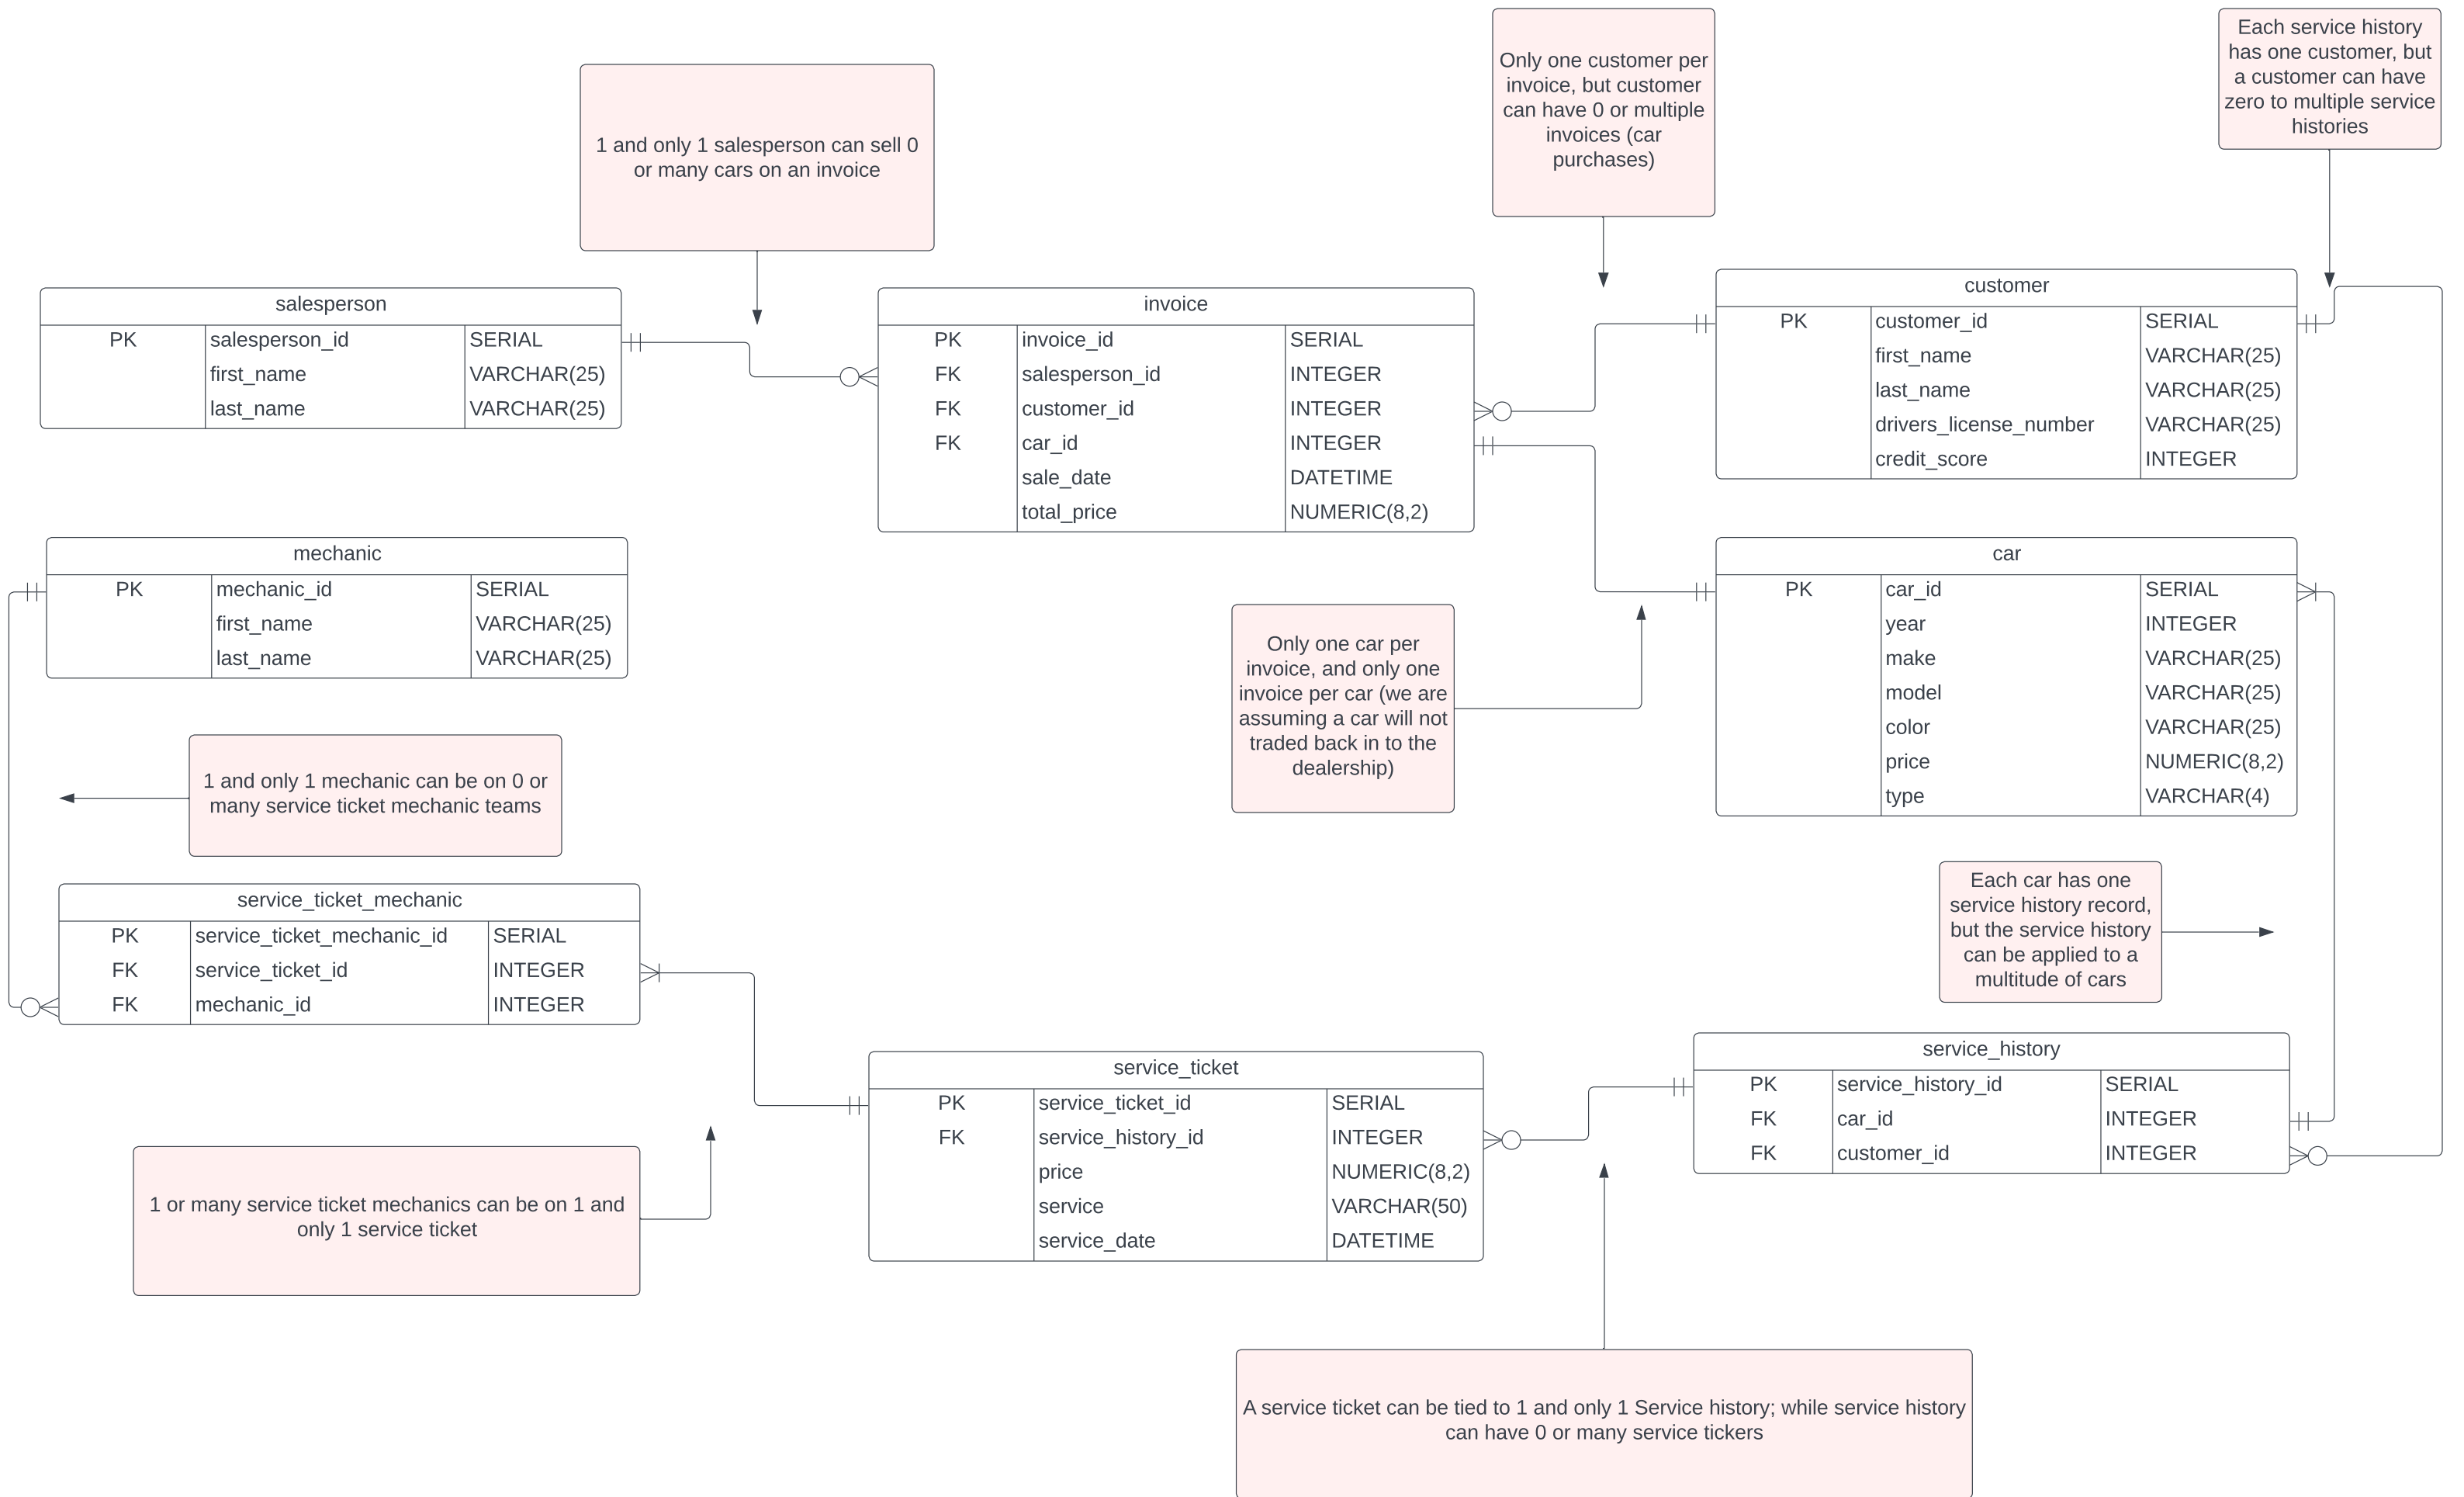 Each service history
has one customer, but
a customer can have
zero to multiple service
histories
Only one customer per
invoice, but customer
can have 0 or multiple
invoices (car
purchases)
1 and only 1 salesperson can sell 0
or many cars on an invoice
salesperson
PK salesperson_id SERIAL
first_name VARCHAR(25)
last_name VARCHAR(25)
invoice
PK invoice_id SERIAL
FK salesperson_id INTEGER
FK customer_id INTEGER
FK car_id INTEGER
sale_date DATETIME
total_price NUMERIC(8,2)
customer
PK customer_id SERIAL
first_name VARCHAR(25)
last_name VARCHAR(25)
drivers_license_number VARCHAR(25)
credit_score INTEGER
mechanic
PK mechanic_id SERIAL
first_name VARCHAR(25)
last_name VARCHAR(25)
Only one car per
invoice, and only one
invoice per car (we are
assuming a car will not
traded back in to the
dealership)
car
PK car_id SERIAL
year INTEGER
make VARCHAR(25)
model VARCHAR(25)
color VARCHAR(25)
price NUMERIC(8,2)
type VARCHAR(4)
1 and only 1 mechanic can be on 0 or
many service ticket mechanic teams
Each car has one
service history record,
but the service history
can be applied to a
multitude of cars
service_ticket_mechanic
PK service_ticket_mechanic_id SERIAL
FK service_ticket_id INTEGER
FK mechanic_id INTEGER
service_ticket
PK service_ticket_id SERIAL
FK service_history_id INTEGER
price NUMERIC(8,2)
service VARCHAR(50)
service_date DATETIME
service_history
PK service_history_id SERIAL
FK car_id INTEGER
FK customer_id INTEGER
1 or many service ticket mechanics can be on 1 and
only 1 service ticket
A service ticket can be tied to 1 and only 1 Service history; while service history
can have 0 or many service tickers